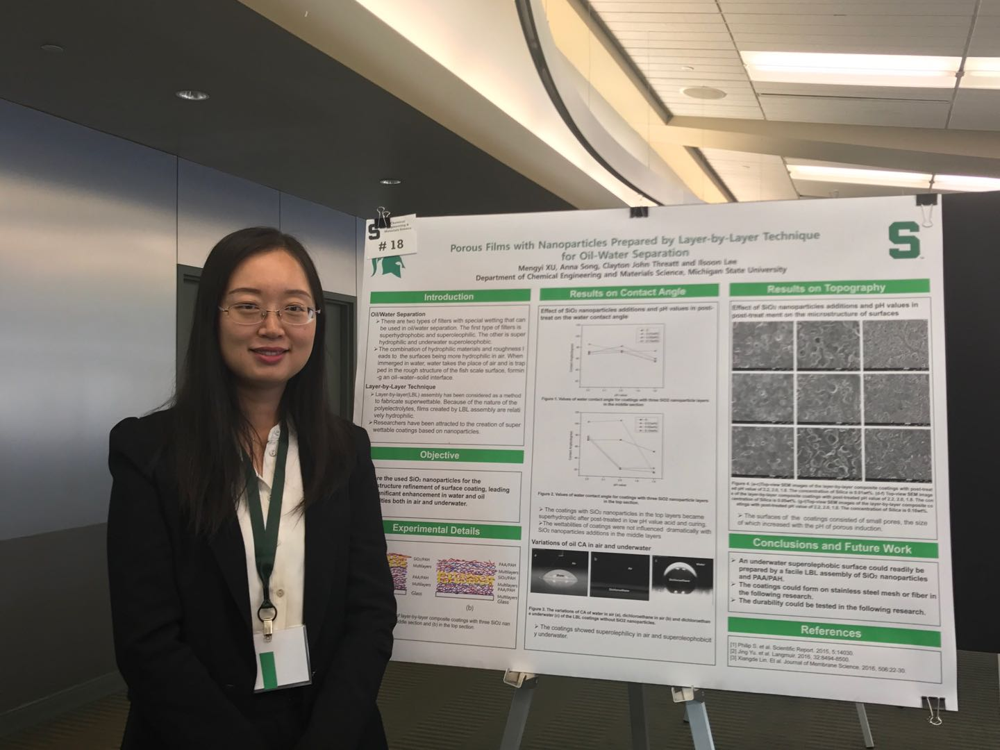 S Chemical
Engineering &
Materials Science
# 18
Porous Films with Nanoparticles Prepared by Layer-by-Layer Technique
for Oil-Water Separation
Mengyi XU, Anna Song, Clayton John Threatt and Ilsoon Lee
Department of Chemical Engineering and Materials Science, Michigan State University
S
Introduction
Oil/Water Separation
➤There are two types of filters with special wetting that can
be used in oil/water separation. The first type of filters is
superhydrophobic and superoleophilic. The other is super
hydrophilic and underwater superoleophobic.
➤The combination of hydrophilic materials and roughness l
eads to the surfaces being more hydrophilic in air. When
immerged in water, water takes the place of air and is trap
ped in the rough structure of the fish scale surface, formin
-g an oil–water–solid interface.
Layer-by-Layer Technique
➤Layer-by-layer(LBL) assembly has been considered as a method
to fabricate superwettable. Because of the nature of the
polyelectrolytes, films created by LBL assembly are relati
vely hydrophilic.
➤Researchers have been attracted to the creation of super
wettable coatings based on nanoparticles.
Objective
re the used SiO₂ nanoparticles for the
structure refinement of surface coating, leading
nificant enhancement in water and oil
ities both in air and underwater.
Experimental Details
SiO₂/PAH
Multilayers
PAA/PAH
Multilayers
Glass
PAA/PAH
Multilayers
SiO₂/PAH
Multilayers
PAA/PAH
Multilayers
Glass
(b)
of layer-by-layer composite coatings with three SiO2 nan
ddle section and (b) in the top section.
Results on Contact Angle
Effect of SiO₂ nanoparticles additions and pH values in post-
treat on the water contact angle
Contact Angle/degrees
pH value
Figure 1. Values of water contact angle for coatings with three SiO2 nanoparticle layers
in the middle section
Contact Angle/degrees
pH value
Figure 2. Values of water contact angle for coatings with three SiO2 nanoparticle layers
in the top section.
➤ The coatings with SiO₂ nanoparticles in the top layers became
superhydropilic after post-treated in low pH value acid and curing.
➤The wettablities of coatings were not influenced dramatically with
SiO₂ nanoparticles additions in the middle layers
Variations of oil CA in air and underwater
a Air
Water
b Air
Dichloroethane
c Water
Dichloroethane
Figure 3. The variations of CA of water in air (a), dichloroethane in air (b) and dichloroethan
e underwater (c) of the LBL coatings without SiO2 nanoparticles.
➤ The coatings showed superolephilicy in air and superoleophobicit
y underwater.
Results on Topography
Effect of SiO₂ nanoparticles additions and pH values in
post-treatment on the microstructure of surfaces
Figure 4. (a-c)Top-view SEM images of the layer-by-layer composite coatings with post-treat
ed pH value of 2.2, 2.0, 1.8. The concentration of Silica is 0.01wt%. (d-f) Top-view SEM image
s of the layer-by-layer composite coatings with post-treated pH value of 2.2, 2.0, 1.8. The con
centration of Silica is 0.05wt%. (g-i)Top-view SEM images of the layer-by-layer composite co
atings with post-treated pH value of 2.2, 2.0, 1.8. The concentration of Silica is 0.10wt%.
➤ The surfaces of the coatings consisted of small pores, the size
of which increased with the pH of porous induction.
Conclusions and Future Work
➤ An underwater superolephobic surface could readily be
prepared by a facile LBL assembly of SiO₂ nanoparticles
and PAA/PAH.
➤ The coatings could form on stainless steel mesh or fiber in
the following research.
➤ The durability could be tested in the following research.
References
[1] Philip S. et al. Scientific Report. 2015, 5:14030.
[2] Jing Yu. et al. Langmuir. 2016, 32:8494-8500.
[3] Xiangde Lin. Et al. Journal of Membrane Science. 2016, 506:22-30.